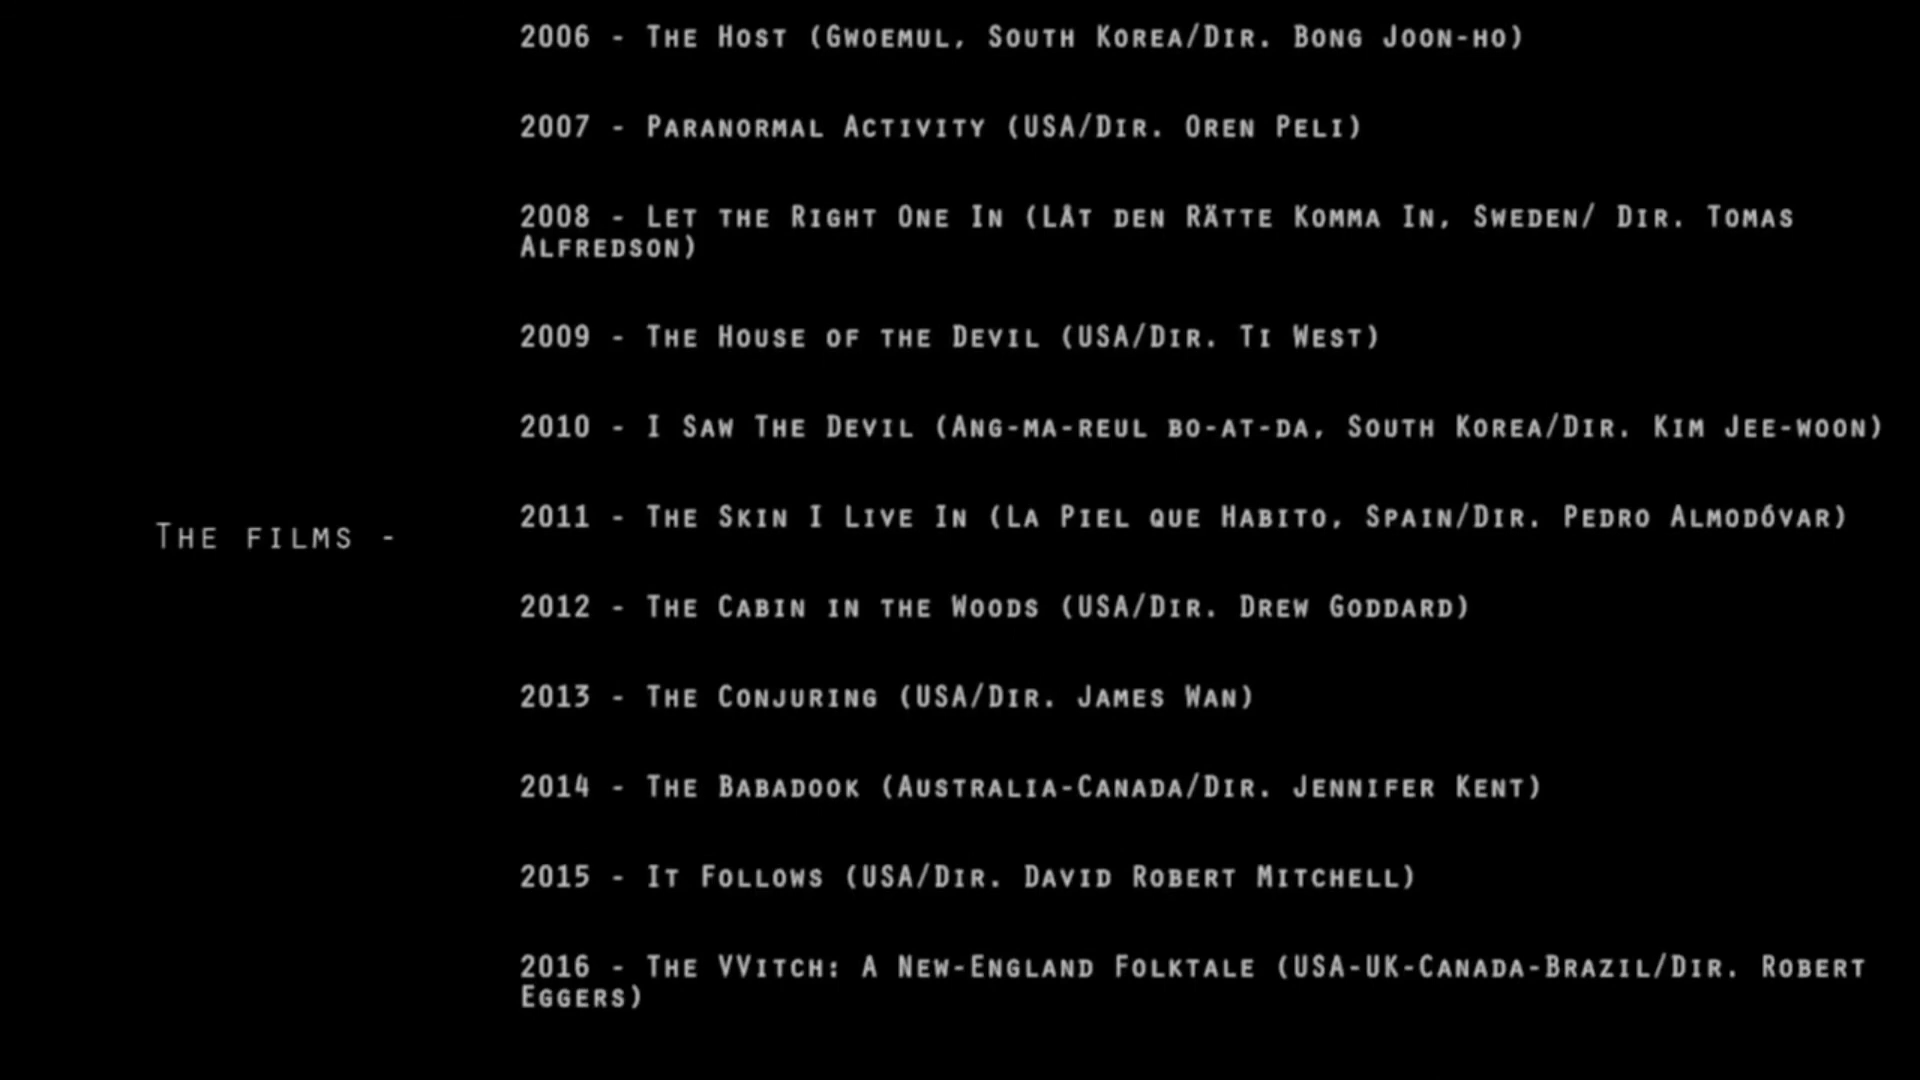 2006 - The Host (Gwoemul, South Korea/Dir. Bong Joon-ho)
2007 - Paranormal Activity (USA/Dir. Oren Peli)
2008 - Let the Right One In (Låt den Rätte Komma In, Sweden/ Dir. Tomas
Alfredson)
2009 - The House of the Devil (USA/Dir. Ti West)
2010 - I Saw The Devil (Ang-ma-reul bo-at-da, South Korea/Dir. Kim Jee-woon)
The films -
2011 - The Skin I Live In (La Piel que Habito, Spain/Dir. Pedro Almodóvar)
2012 - The Cabin in the Woods (USA/Dir. Drew Goddard)
2013 - The Conjuring (USA/Dir. James Wan)
2014 - The Babadook (Australia-Canada/Dir. Jennifer Kent)
2015 - It Follows (USA/Dir. David Robert Mitchell)
2016 - The VVitch: A New-England Folktale (USA-UK-Canada-Brazil/Dir. Robert
Eggers)